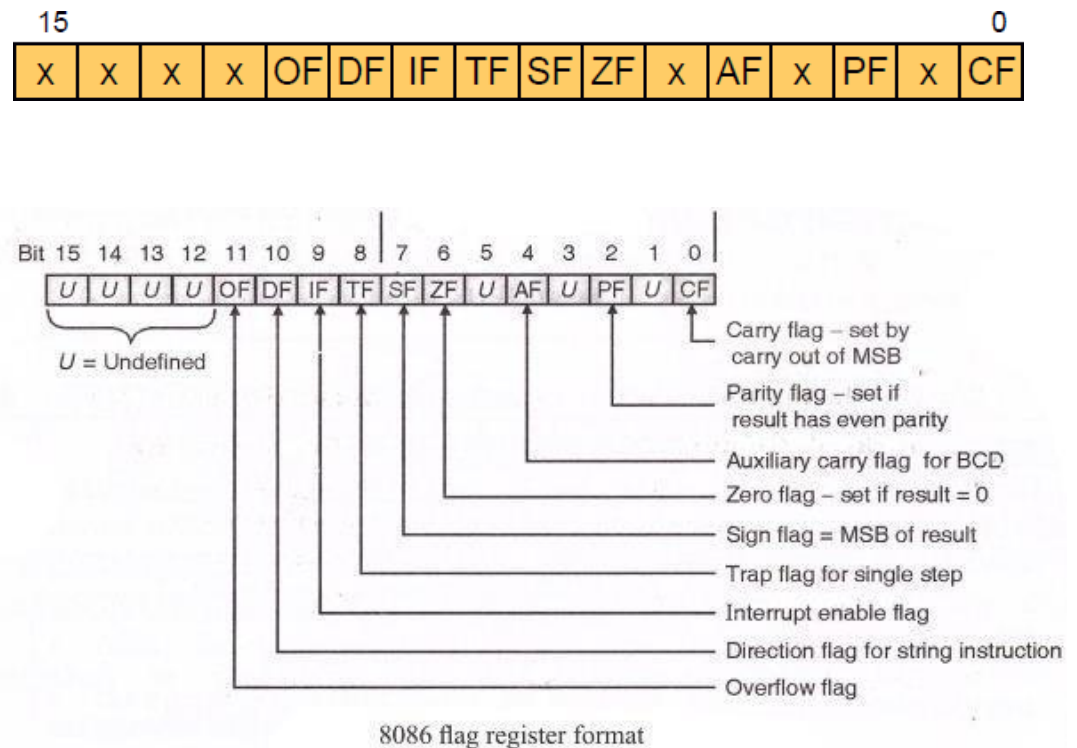 15 0
x x x x OF DF IF TF SF ZF x AF x PF x CF
Bit 15 14 13 12 11 10 9 8 7 6 5 4 3 2 1 0
U U U U OF DF IF TF SF ZF U AF U PF U CF
U = Undefined
Carry flag – set by
carry out of MSB
Parity flag – set if
result has even parity
Auxiliary carry flag for BCD
Zero flag – set if result = 0
Sign flag = MSB of result
Trap flag for single step
Interrupt enable flag
Direction flag for string instruction
Overflow flag
8086 flag register format